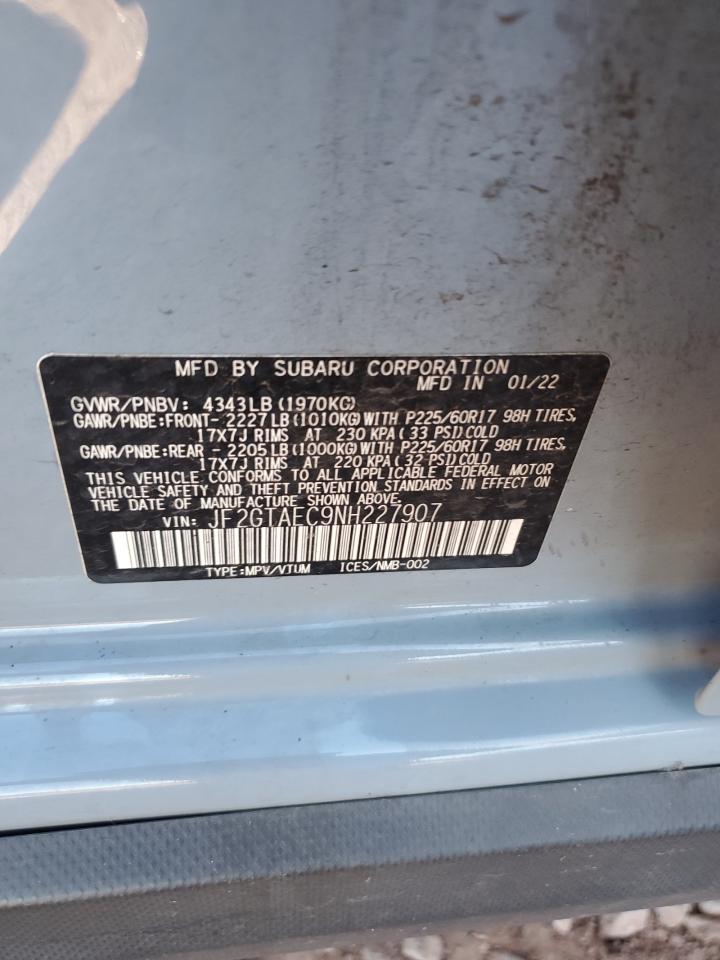 MFD BY SUBARU CORPORATION
MFD IN 01/22
GVWR/PNBV: 4343LB (1970KG)
GAWR/PNBE:FRONT- 2227LB (1010KG) WITH P225/60R17 98H TIRES,
17x7J RIMS AT 230 KPA( 33 PSI)COLD
GAWR/PNBE:REAR - 2205LB (1000KG) WITH P225/60R17 98H TIRES,
17x7J RIMS AT 220 KPA( 32 PSI)COLD
THIS VEHICLE CONFORMS TO ALL APPLICABLE FEDERAL MOTOR
VEHICLE SAFETY AND THEFT PREVENTION STANDARDS IN EFFECT ON
THE DATE OF MANUFACTURE SHOWN ABOVE.
VIN: JF2GTAEC9NH227907
TYPE:MPV/VTUM ICES/NMB-002